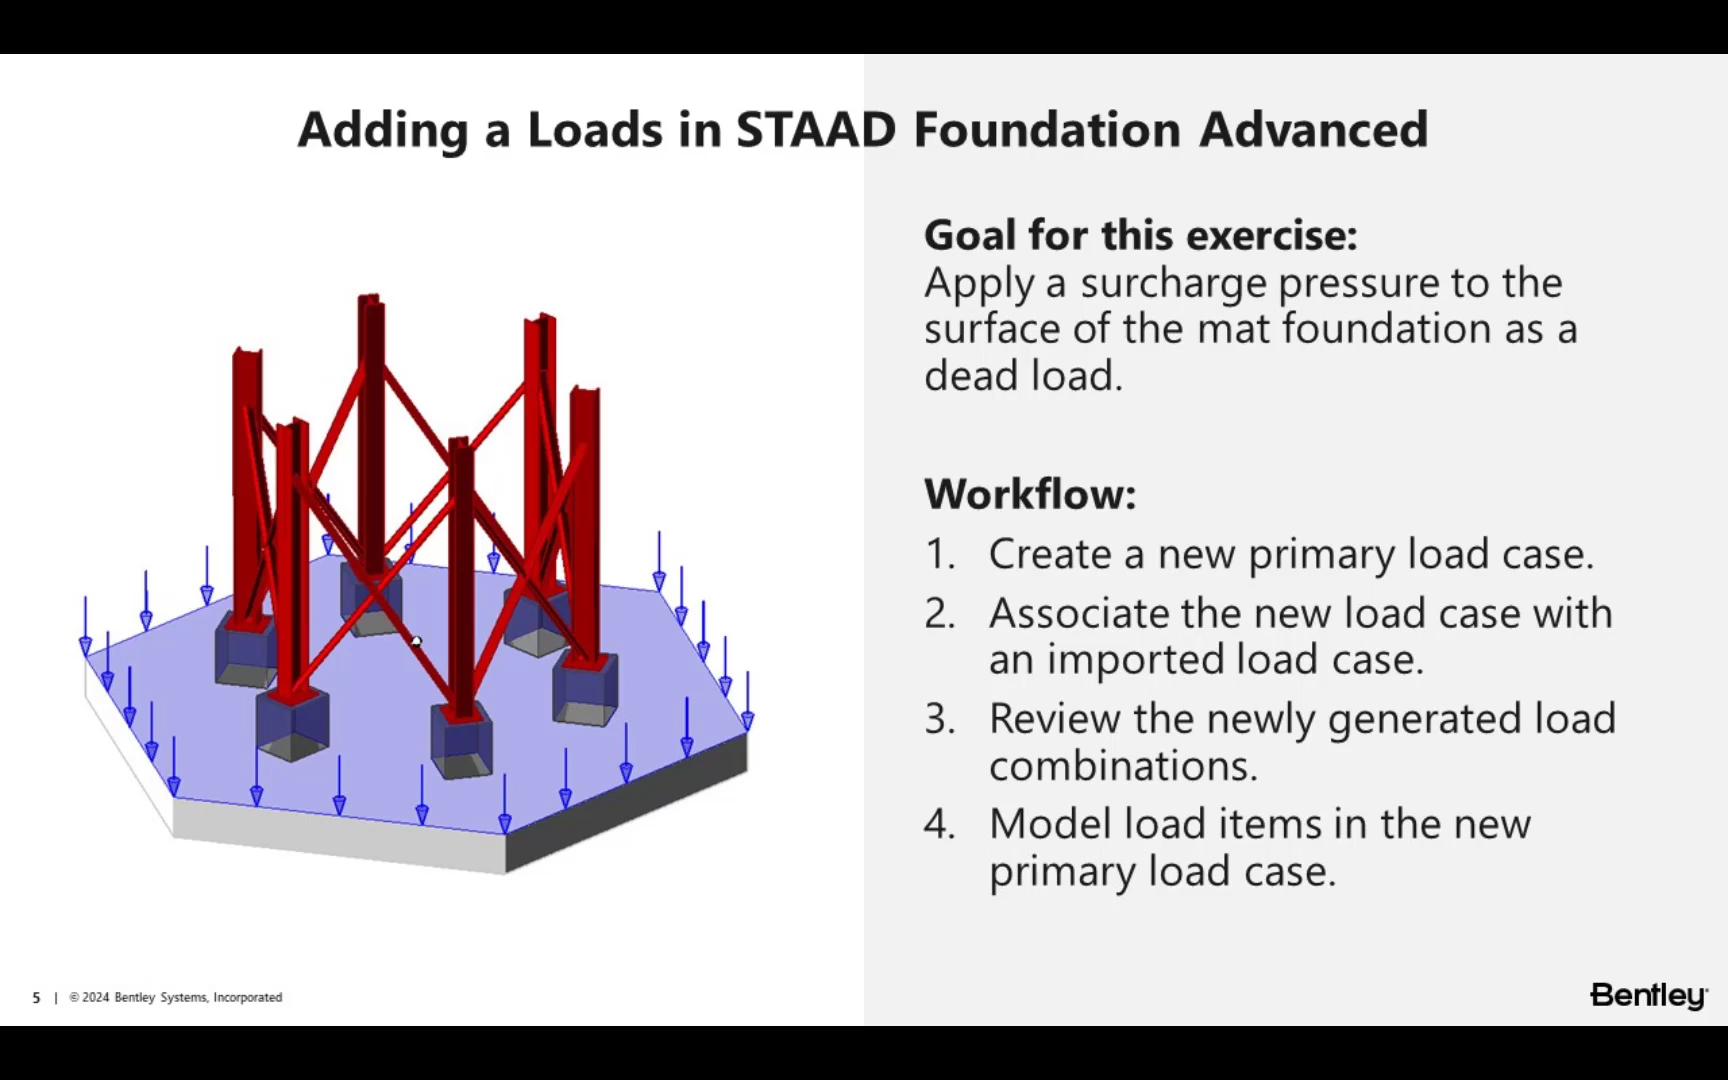 Adding a Loads in STAAD Foundation Advanced
Goal for this exercise:
Apply a surcharge pressure to the
surface of the mat foundation as a
dead load.
Workflow:
1. Create a new primary load case.
2. Associate the new load case with
an imported load case.
3. Review the newly generated load
combinations.
4. Model load items in the new
primary load case.
5 | © 2024 Bentley Systems, Incorporated
Bentley